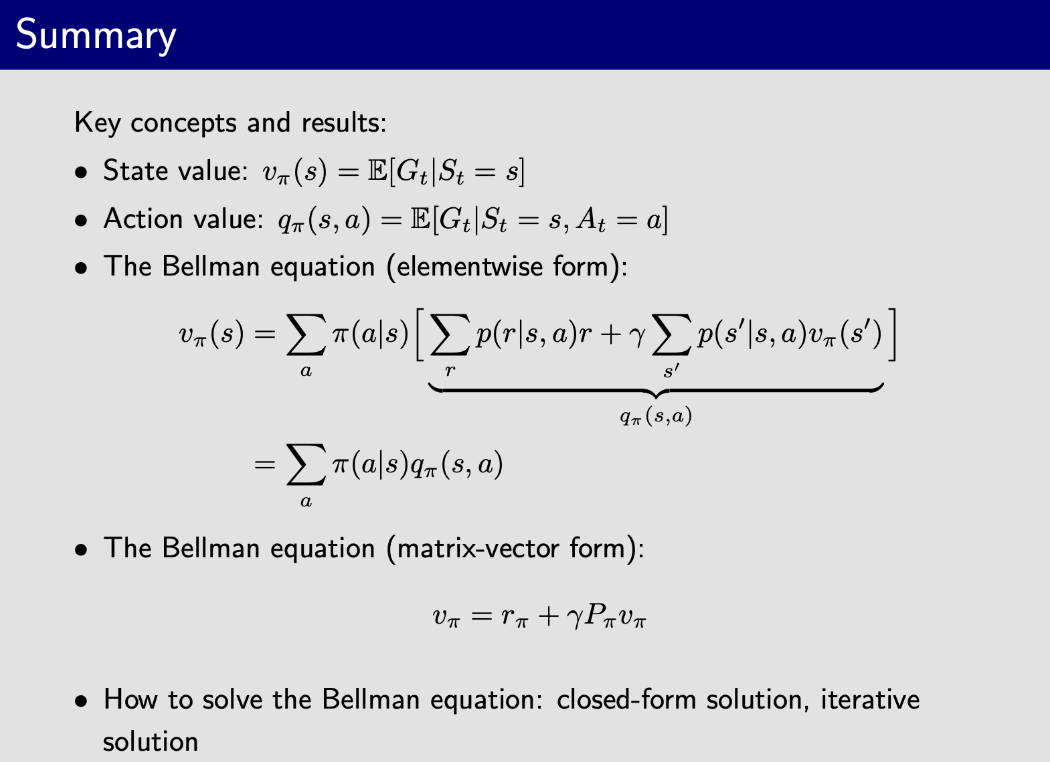 Summary
Key concepts and results:
• State value: $v_\pi(s) = \mathbb{E}[G_t|S_t = s]$
• Action value: $q_\pi(s, a) = \mathbb{E}[G_t|S_t = s, A_t = a]$
• The Bellman equation (elementwise form):
$v_\pi(s) = \sum_a \pi(a|s) \Big[ \underbrace{\sum_r p(r|s, a)r + \gamma \sum_{s'} p(s'|s, a)v_\pi(s')}_{q_\pi(s,a)} \Big]$
$= \sum_a \pi(a|s)q_\pi(s, a)$
• The Bellman equation (matrix-vector form):
$v_\pi = r_\pi + \gamma P_\pi v_\pi$
• How to solve the Bellman equation: closed-form solution, iterative
solution